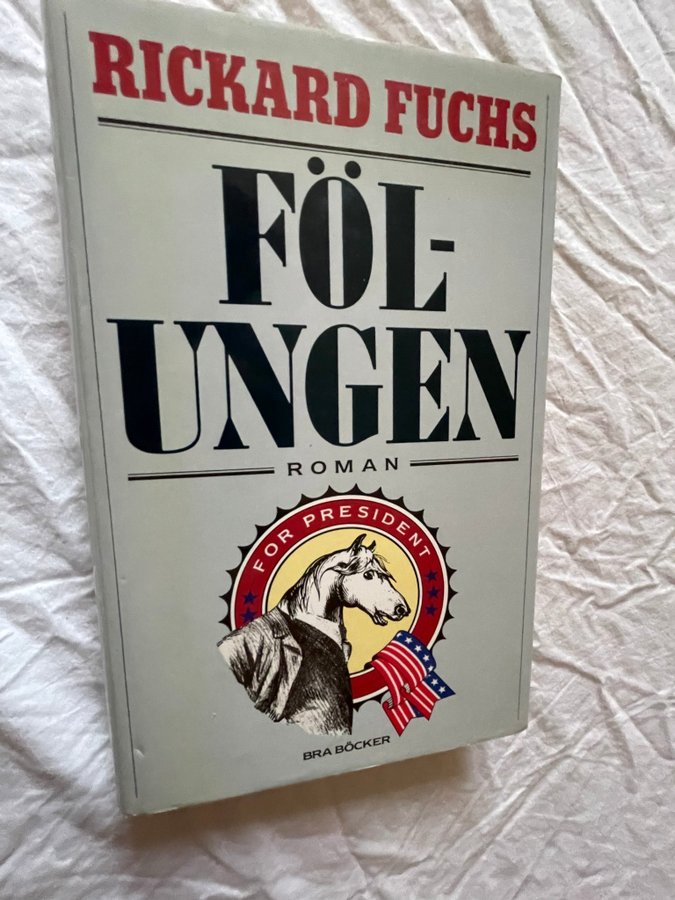 RICKARD FUCHS
FÖL-
UNGEN
ROMAN
FOR PRESIDENT
BRA BÖCKER